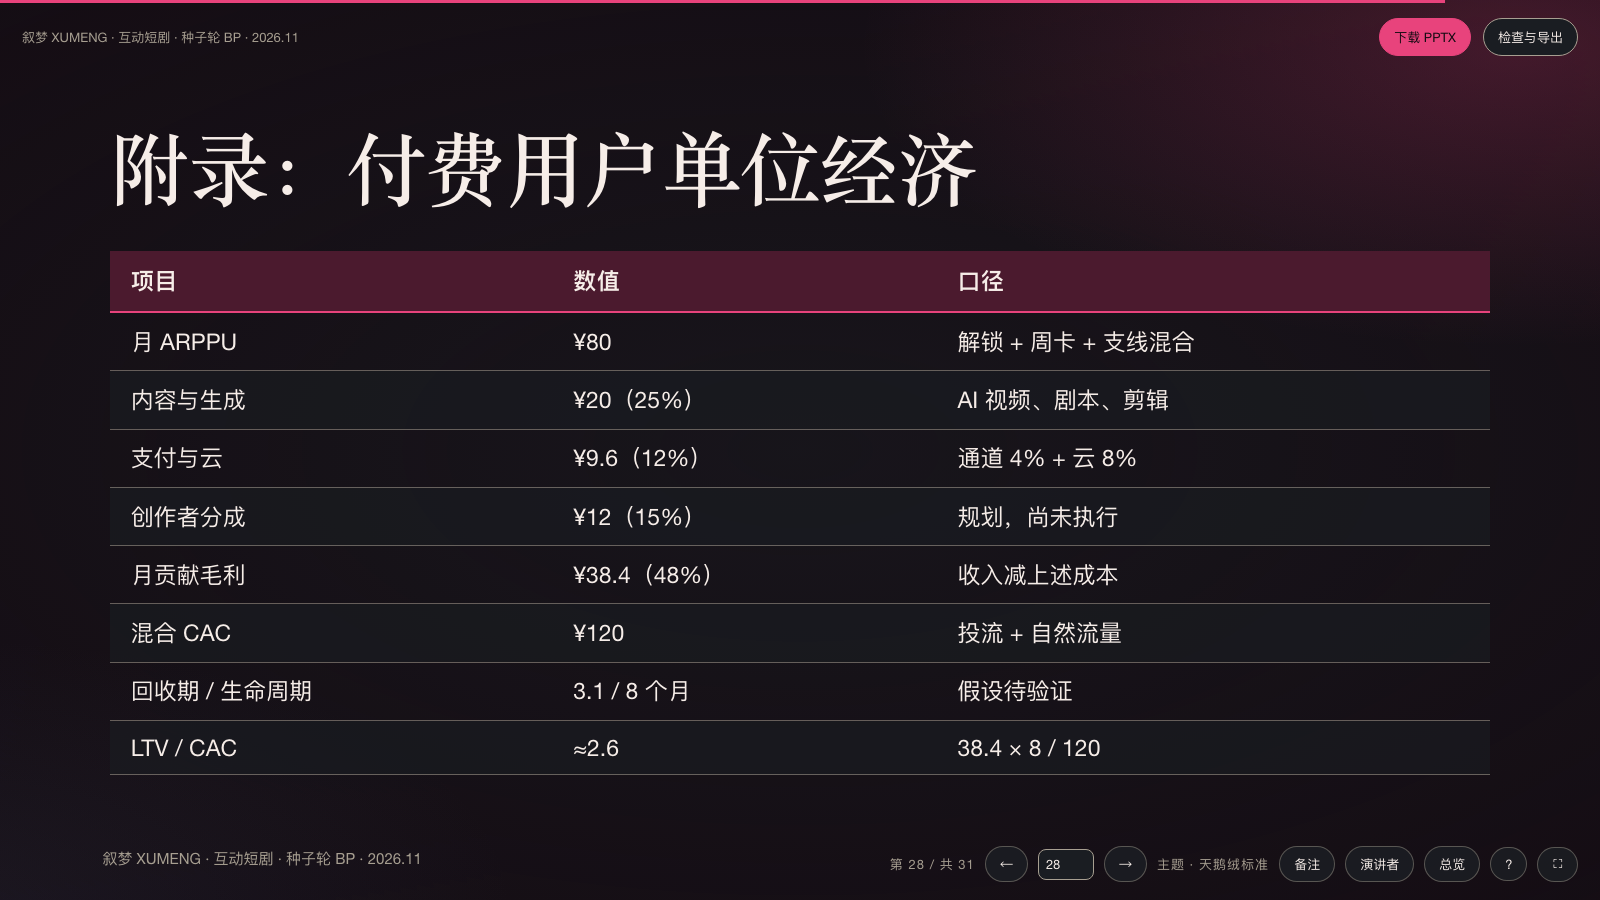 叙梦 XUMENG · 互动短剧 · 种子轮 BP · 2026.11
下载 PPTX
检查与导出
附录：付费用户单位经济
项目 数值 口径
月 ARPPU ¥80 解锁 + 周卡 + 支线混合
内容与生成 ¥20（25%） AI 视频、剧本、剪辑
支付与云 ¥9.6（12%） 通道 4% + 云 8%
创作者分成 ¥12（15%） 规划，尚未执行
月贡献毛利 ¥38.4（48%） 收入减上述成本
混合 CAC ¥120 投流 + 自然流量
回收期 / 生命周期 3.1 / 8 个月 假设待验证
LTV / CAC ≈2.6 38.4 × 8 / 120
叙梦 XUMENG · 互动短剧 · 种子轮 BP · 2026.11
第 28 / 共 31 ← 28 → 主题 · 天鹅绒标准 备注 演讲者 总览 ? ⛶